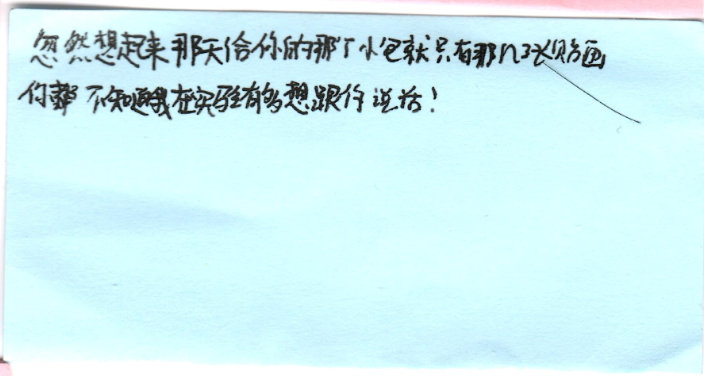 忽然想起来那天给你的那个小包就只有那几张贴画
你都不知道我在实验室有多想跟你说话!